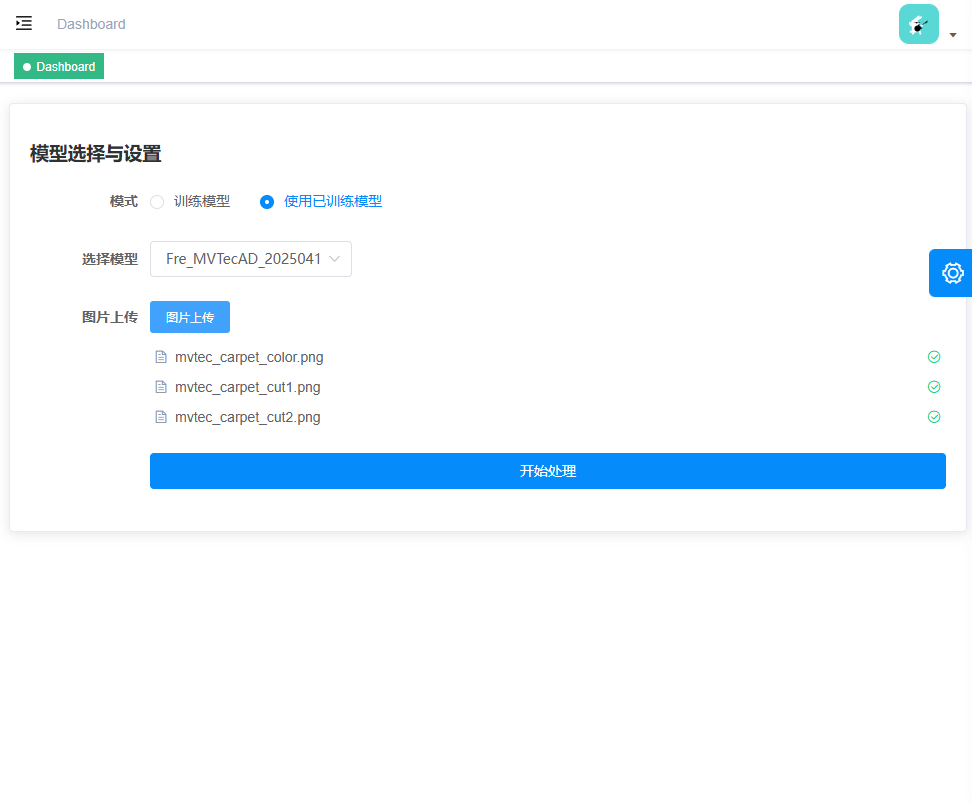 Dashboard
Dashboard
模型选择与设置
模式 训练模型 使用已训练模型
选择模型 Fre_MVTecAD_2025041
图片上传 图片上传
mvtec_carpet_color.png
mvtec_carpet_cut1.png
mvtec_carpet_cut2.png
开始处理